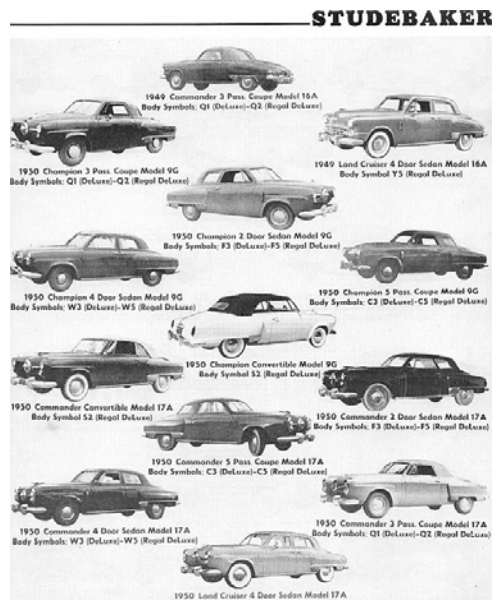 STUDEBAKER
1949 Commander 3 Pass. Coupe Model 16A
Body Symbols: Q1 (DeLuxe)-Q2 (Regal DeLuxe)
1950 Champion 3 Pass. Coupe Model 9G
Body Symbols: Q1 (DeLuxe)-Q2 (Regal DeLuxe)
1949 Land Cruiser 4 Door Sedan Model 16A
Body Symbol Y5 (Regal DeLuxe)
1950 Champion 2 Door Sedan Model 9G
Body Symbols: F3 (DeLuxe)-F5 (Regal DeLuxe)
1950 Champion 4 Door Sedan Model 9G
Body Symbols: W3 (DeLuxe)-W5 (Regal DeLuxe)
1950 Champion 5 Pass. Coupe Model 9G
Body Symbols: C3 (DeLuxe)-C5 (Regal DeLuxe)
1950 Champion Convertible Model 9G
Body Symbol S2 (Regal DeLuxe)
1950 Commander Convertible Model 17A
Body Symbol S2 (Regal DeLuxe)
1950 Commander 2 Door Sedan Model 17A
Body Symbols: F3 (DeLuxe)-F5 (Regal DeLuxe)
1950 Commander 5 Pass. Coupe Model 17A
Body Symbols: C3 (DeLuxe)-C5 (Regal DeLuxe)
1950 Commander 4 Door Sedan Model 17A
Body Symbols: W3 (DeLuxe)-W5 (Regal DeLuxe)
1950 Commander 3 Pass. Coupe Model 17A
Body Symbols: Q1 (DeLuxe)-Q2 (Regal DeLuxe)
1950 Land Cruiser 4 Door Sedan Model 17A